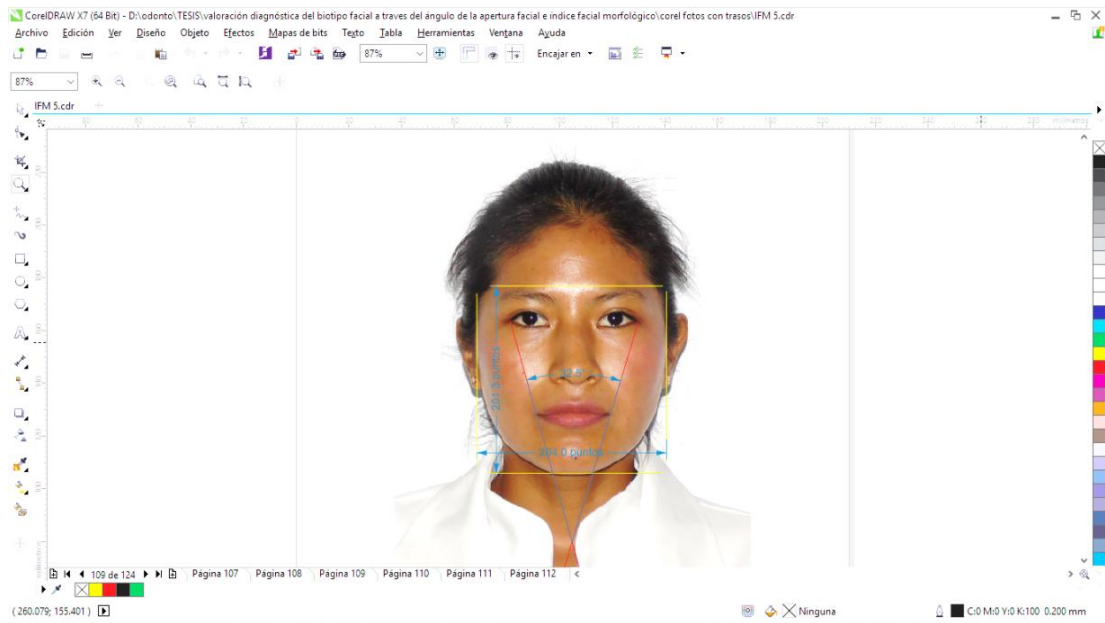 CorelDRAW X7 (64 Bit) - D:\odonto\TESIS\valoración diagnóstica del biotipo facial a traves del ángulo de la apertura facial e indice facial morfológico\corel fotos con trasos\IFM 5.cdr
Archivo Edición Ver Diseño Objeto Efectos Mapas de bits Texto Tabla Herramientas Ventana Ayuda
87% Encajar en
87%
IFM 5.cdr
201.3 puntos
204.0 puntos
109 de 124 Página 107 Página 108 Página 109 Página 110 Página 111 Página 112
( 260.079; 155.401 ) Ninguna C:0 M:0 Y:0 K:100 0.200 mm